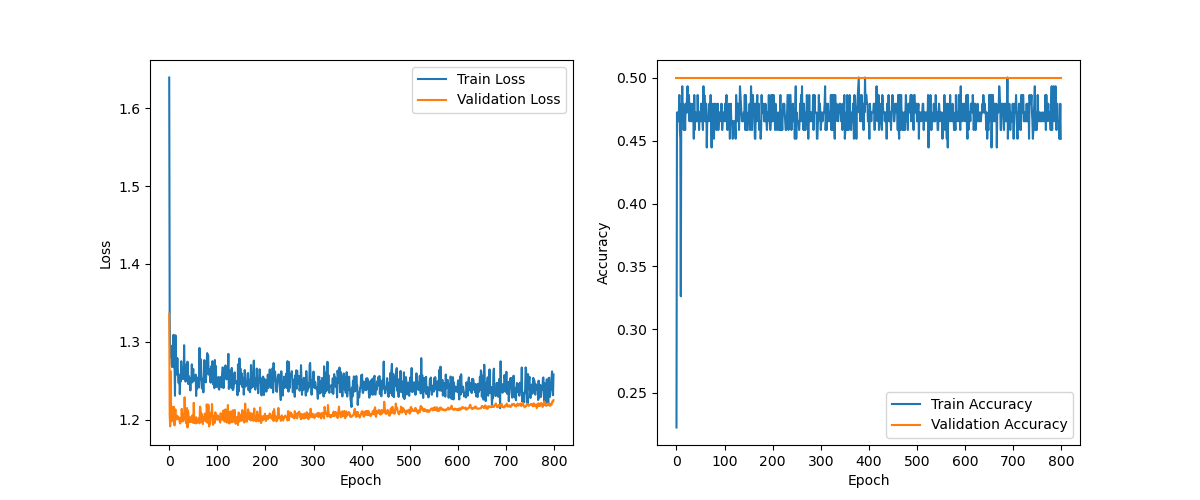 Train Loss
Validation Loss
1.6
1.5
1.4
1.3
1.2
Loss
0 100 200 300 400 500 600 700 800
Epoch
0.50
0.45
0.40
0.35
0.30
0.25
Accuracy
Train Accuracy
Validation Accuracy
0 100 200 300 400 500 600 700 800
Epoch